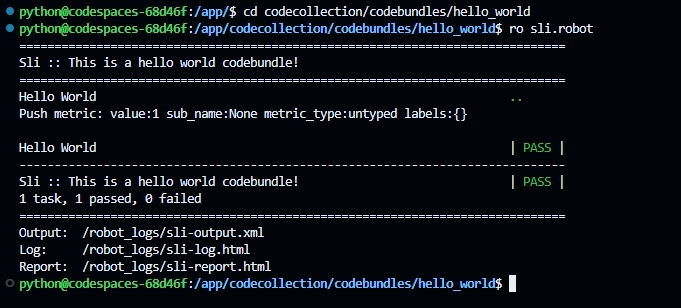 python@codespaces-68d46f:/app/$ cd codecollection/codebundles/hello_world
python@codespaces-68d46f:/app/codecollection/codebundles/hello_world$ ro sli.robot
==============================================================================
Sli :: This is a hello world codebundle!
==============================================================================
Hello World ..
Push metric: value:1 sub_name:None metric_type:untyped labels:{}
Hello World | PASS |
------------------------------------------------------------------------------
Sli :: This is a hello world codebundle! | PASS |
1 task, 1 passed, 0 failed
==============================================================================
Output: /robot_logs/sli-output.xml
Log: /robot_logs/sli-log.html
Report: /robot_logs/sli-report.html
python@codespaces-68d46f:/app/codecollection/codebundles/hello_world$